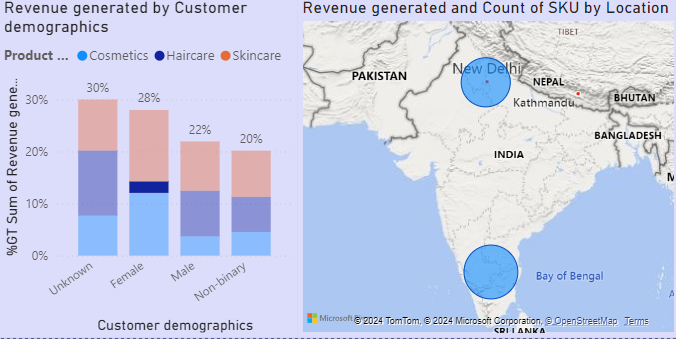 Revenue generated by Customer
demographics
Product ... Cosmetics Haircare Skincare
%GT Sum of Revenue gene...
30%
20%
10%
0%
30%
28%
22%
20%
Unknown
Female
Male
Non-binary
Customer demographics
Revenue generated and Count of SKU by Location
TIBET
New Delhi
PAKISTAN
NEPAL
Kathmandu
BHUTAN
BANGLADESH
INDIA
M
Bay of Bengal
A
Microsoft
© 2024 TomTom, © 2024 Microsoft Corporation, © OpenStreetMap Terms
SRI LANKA